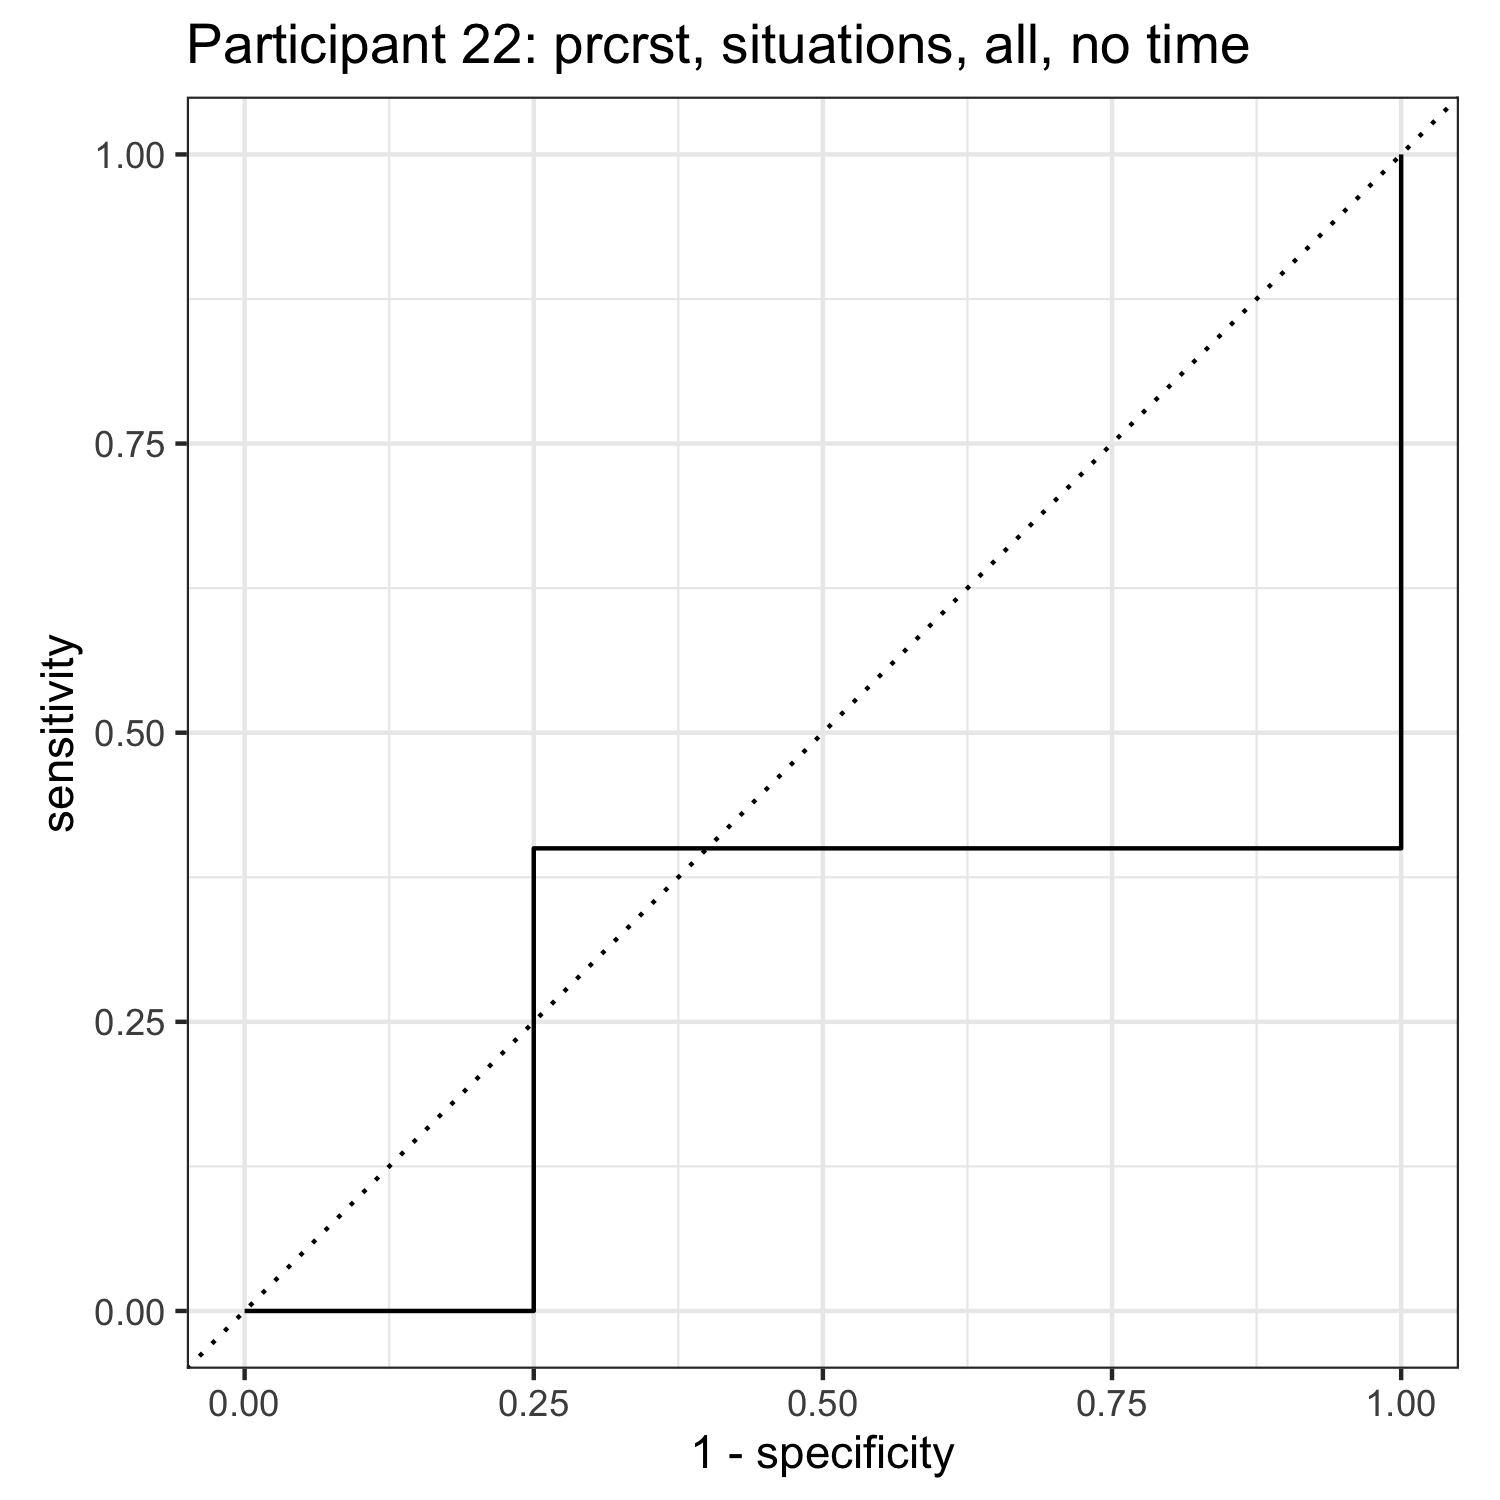 Participant 22: prcrst, situations, all, no time
1.00
0.75
0.50
0.25
0.00
sensitivity
0.00 0.25 0.50 0.75 1.00
1 - specificity